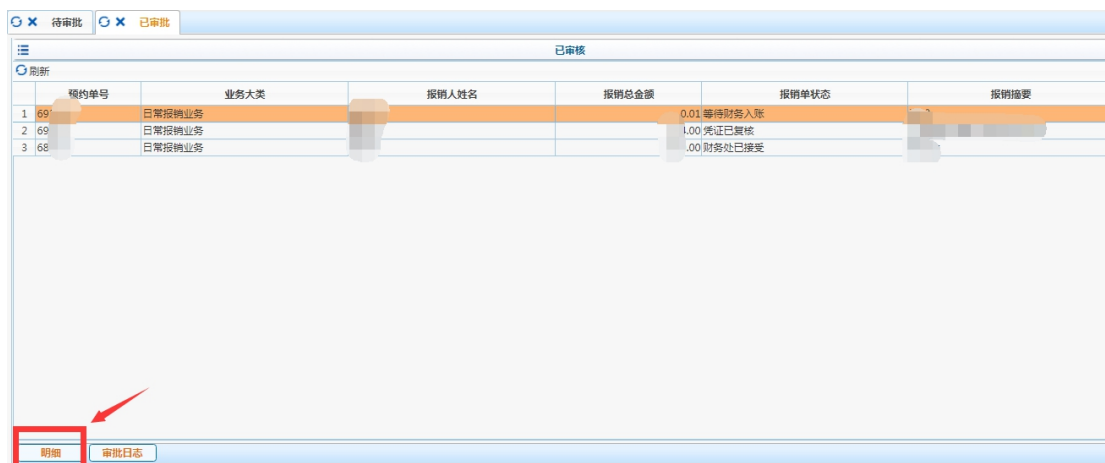 待审批 已审批
已审核
刷新
预约单号 业务大类 报销人姓名 报销总金额 报销单状态 报销摘要
1 69 日常报销业务 0.01 等待财务入账
2 69 日常报销业务 .00 凭证已复核
3 68 日常报销业务 .00 财务处已接受
明细 审批日志